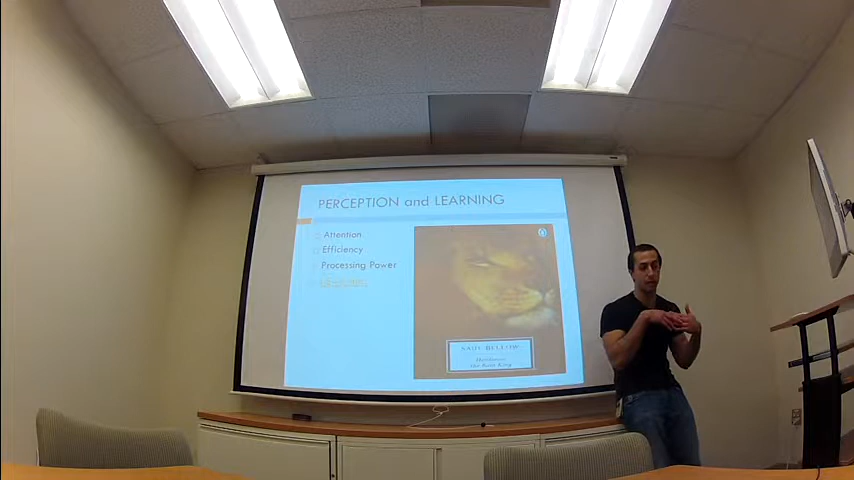 PERCEPTION and LEARNING
Attention
Efficiency
Processing Power
SAUL BELLOW
Henderson
the Rain King